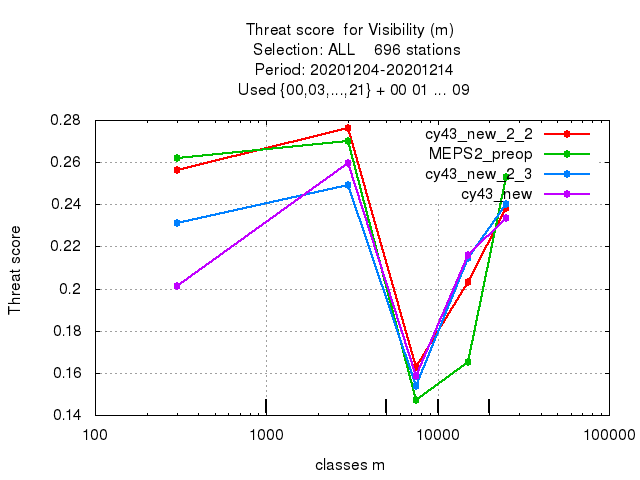 Threat score  for Visibility (m)
Selection: ALL    696 stations
Period: 20201204-20201214
Used {00,03,...,21} + 00 01 ... 09
0.28
0.26
0.24
0.22
0.2
0.18
0.16
0.14
Threat score
cy43_new_2_2
MEPS2_preop
cy43_new_2_3
cy43_new
100
1000
10000
100000
classes m